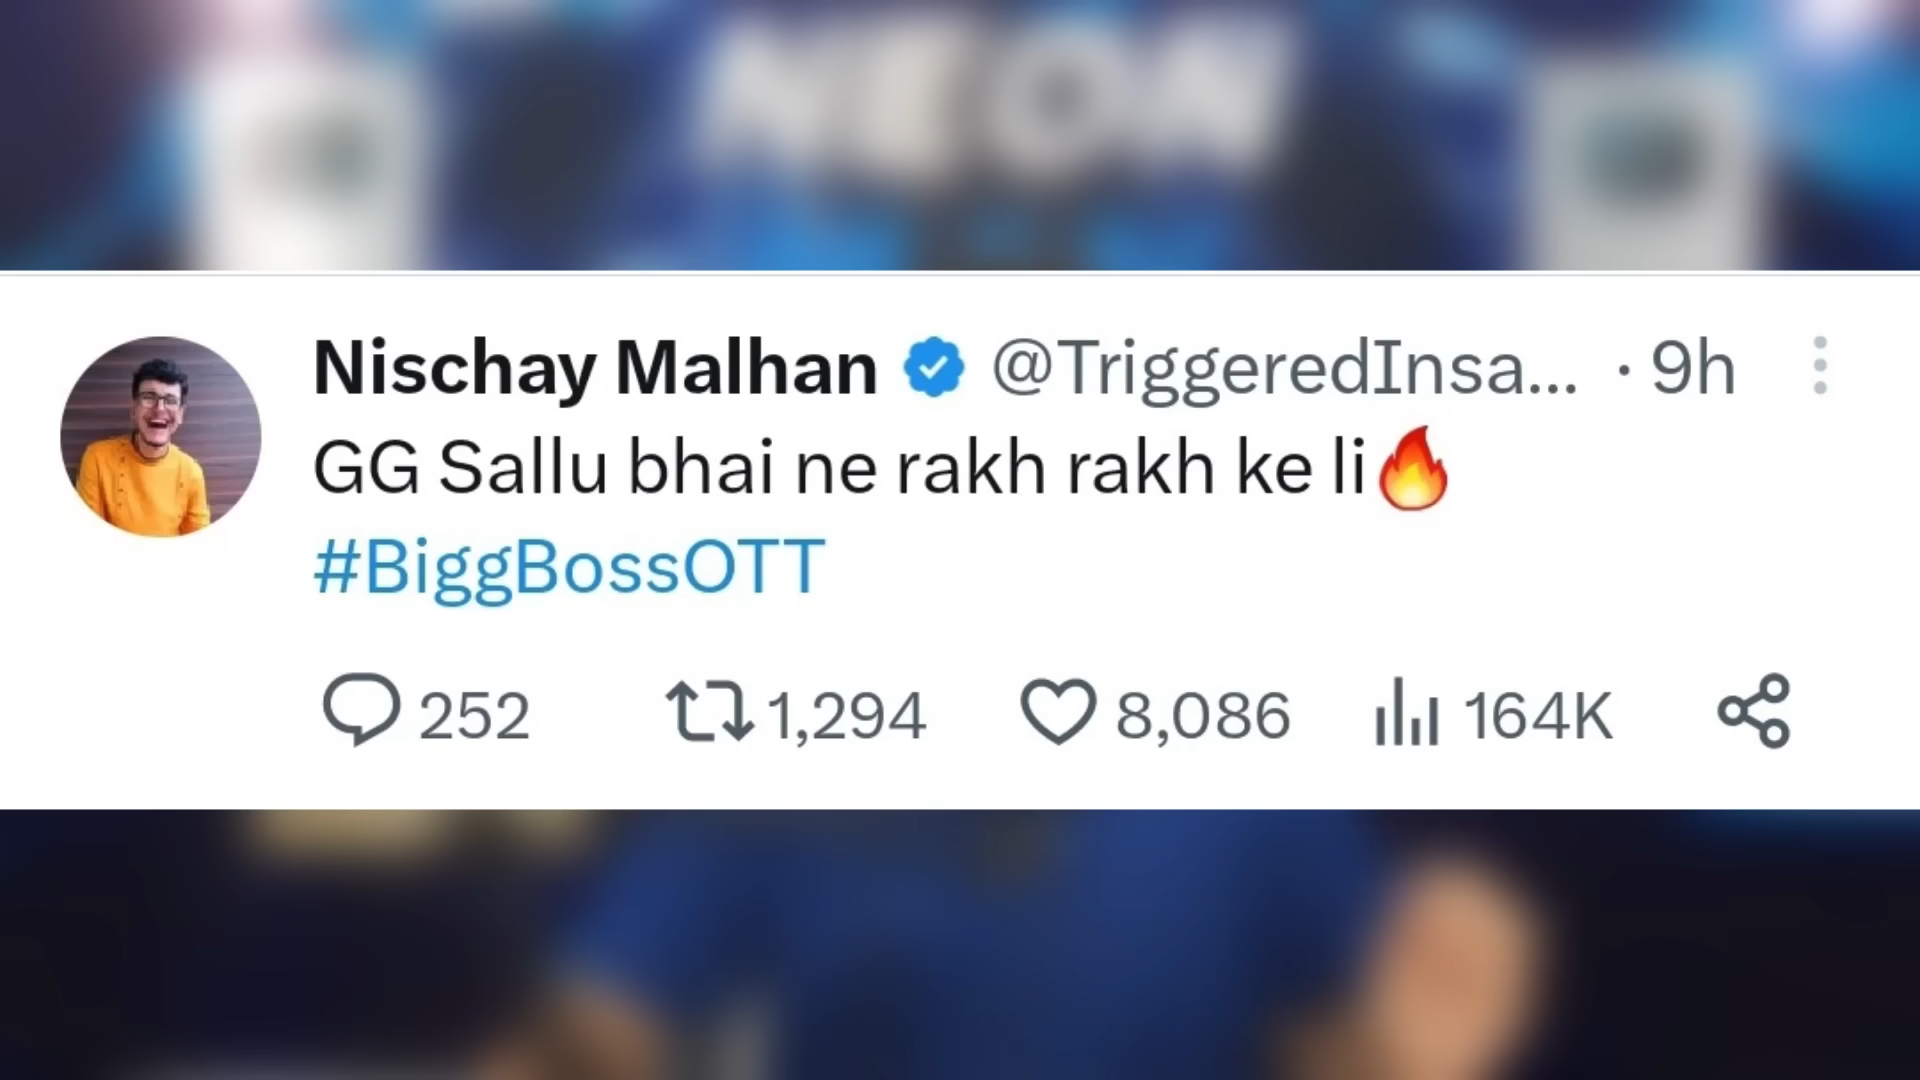 NEON
Nischay Malhan @TriggeredInsa... · 9h
GG Sallu bhai ne rakh rakh ke li🔥
#BiggBossOTT
252 1,294 8,086 164K